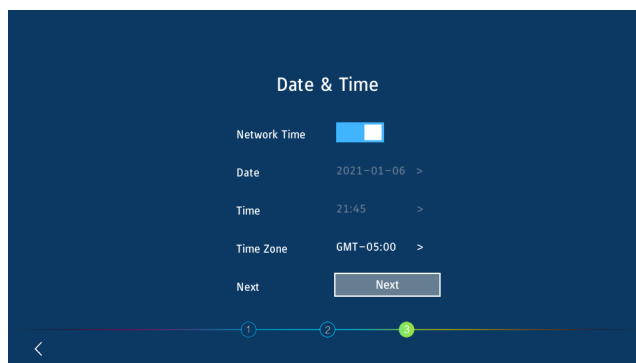 Date & Time
Network Time
Date 2021-01-06 >
Time 21:45 >
Time Zone GMT-05:00 >
Next Next
1 2 3
<